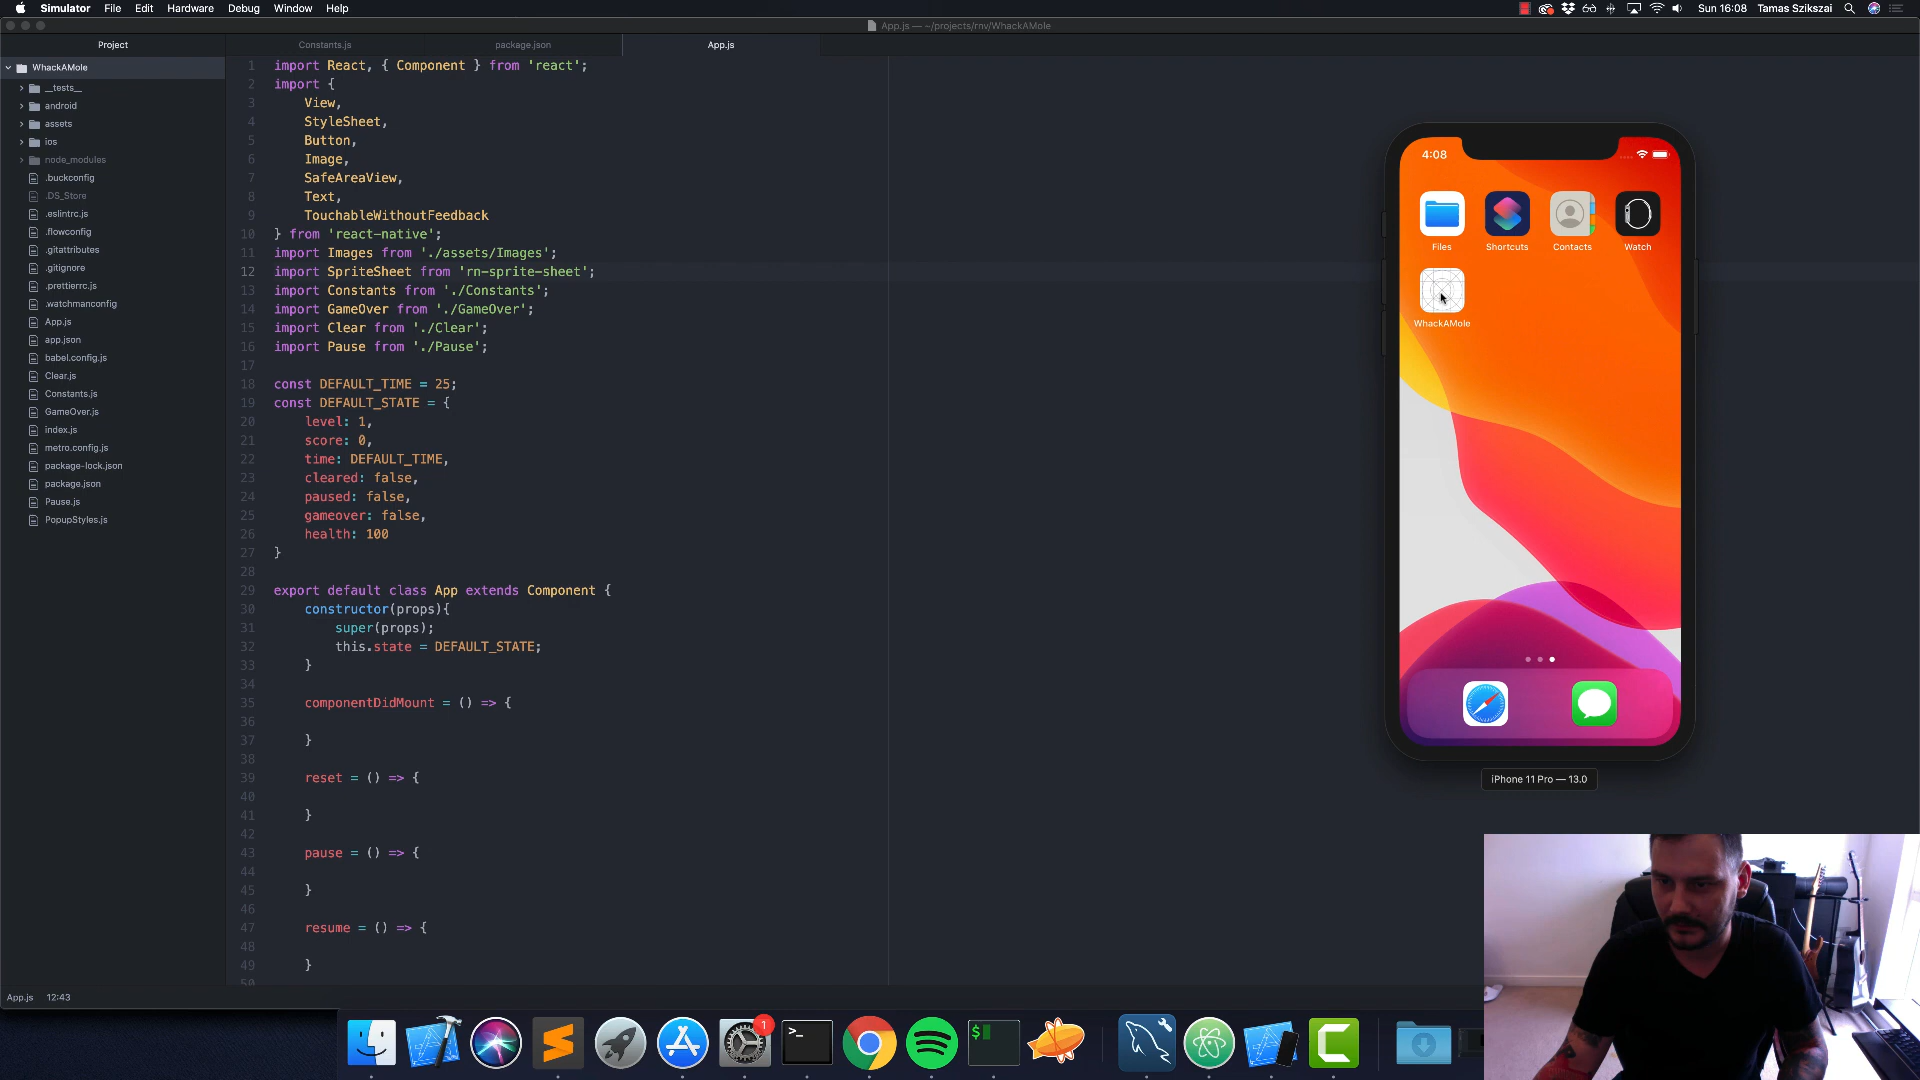 Simulator File Edit Hardware Debug Window Help
Sun 16:08 Tamas Szikszai
App.js — ~/projects/rnv/WhackAMole
Project
Constants.js
package.json
App.js
WhackAMole
__tests__
android
assets
ios
node_modules
.buckconfig
.DS_Store
.eslintrc.js
.flowconfig
.gitattributes
.gitignore
.prettierrc.js
.watchmanconfig
App.js
app.json
babel.config.js
Clear.js
Constants.js
GameOver.js
index.js
metro.config.js
package-lock.json
package.json
Pause.js
PopupStyles.js
1 import React, { Component } from 'react';
2 import {
3 View,
4 StyleSheet,
5 Button,
6 Image,
7 SafeAreaView,
8 Text,
9 TouchableWithoutFeedback
10 } from 'react-native';
11 import Images from './assets/Images';
12 import SpriteSheet from 'rn-sprite-sheet';
13 import Constants from './Constants';
14 import GameOver from './GameOver';
15 import Clear from './Clear';
16 import Pause from './Pause';
17
18 const DEFAULT_TIME = 25;
19 const DEFAULT_STATE = {
20 level: 1,
21 score: 0,
22 time: DEFAULT_TIME,
23 cleared: false,
24 paused: false,
25 gameover: false,
26 health: 100
27 }
28
29 export default class App extends Component {
30 constructor(props){
31 super(props);
32 this.state = DEFAULT_STATE;
33 }
34
35 componentDidMount = () => {
36
37 }
38
39 reset = () => {
40
41 }
42
43 pause = () => {
44
45 }
46
47 resume = () => {
48
49 }
50
4:08
Files
Shortcuts
Contacts
Watch
WhackAMole
iPhone 11 Pro — 13.0
App.js 12:43
1
>_
$